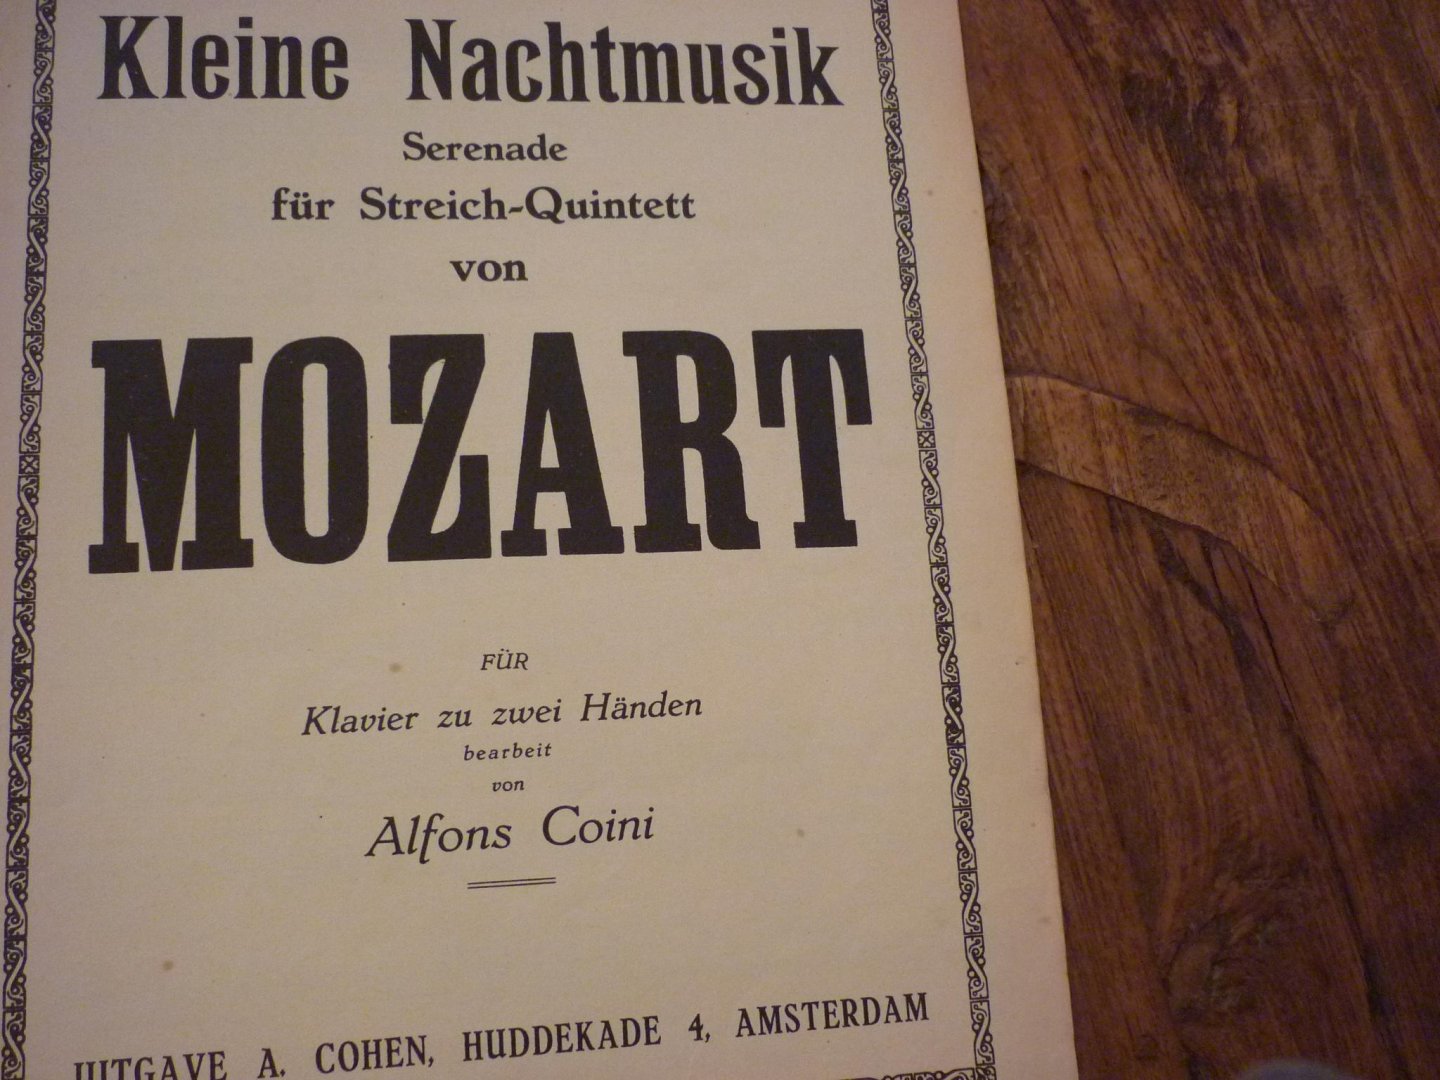 Kleine Nachtmusik
Serenade
für Streich-Quintett
von
MOZART
FÜR
Klavier zu zwei Händen
bearbeit
von
Alfons Coini
UITGAVE A. COHEN, HUDDEKADE 4, AMSTERDAM